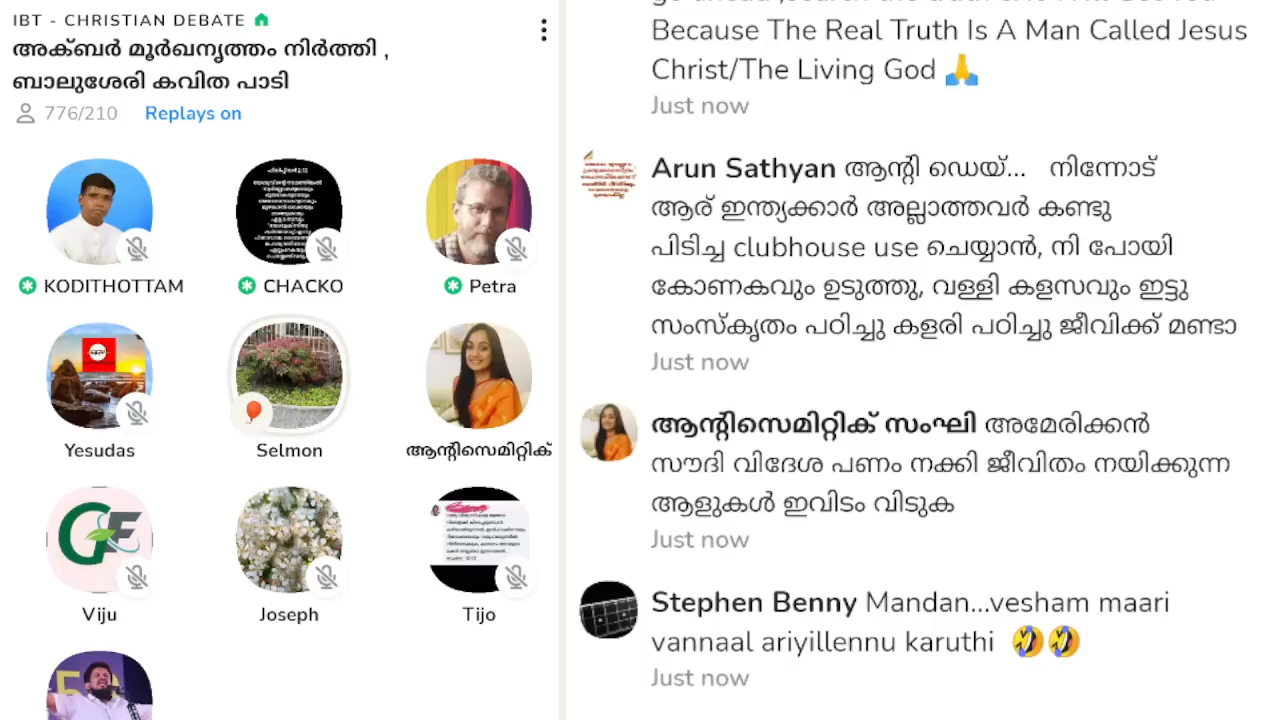 IBT - CHRISTIAN DEBATE
അക്ബർ മൂർഖനൃത്തം നിർത്തി ,
ബാലുശേരി കവിത പാടി
776/210 Replays on
KODITHOTTAM
CHACKO
Petra
Yesudas
Selmon
ആന്റിസെമിറ്റിക്
Viju
Joseph
Tijo
Because The Real Truth Is A Man Called Jesus
Christ/The Living God 🙏
Just now
Arun Sathyan ആന്റി ഡെയ്... നിന്നോട്
ആര് ഇന്ത്യക്കാർ അല്ലാത്തവർ കണ്ടു
പിടിച്ച clubhouse use ചെയ്യാൻ, നി പോയി
കോണകവും ഉടുത്തു, വള്ളി കളസവും ഇട്ടു
സംസ്കൃതം പഠിച്ചു കളരി പഠിച്ചു ജീവിക്ക് മണ്ടാ
Just now
ആന്റിസെമിറ്റിക് സംഘി അമേരിക്കൻ
സൗദി വിദേശ പണം നക്കി ജീവിതം നയിക്കുന്ന
ആളുകൾ ഇവിടം വിടുക
Just now
Stephen Benny Mandan...vesham maari
vannaal ariyillennu karuthi 🤣🤣
Just now